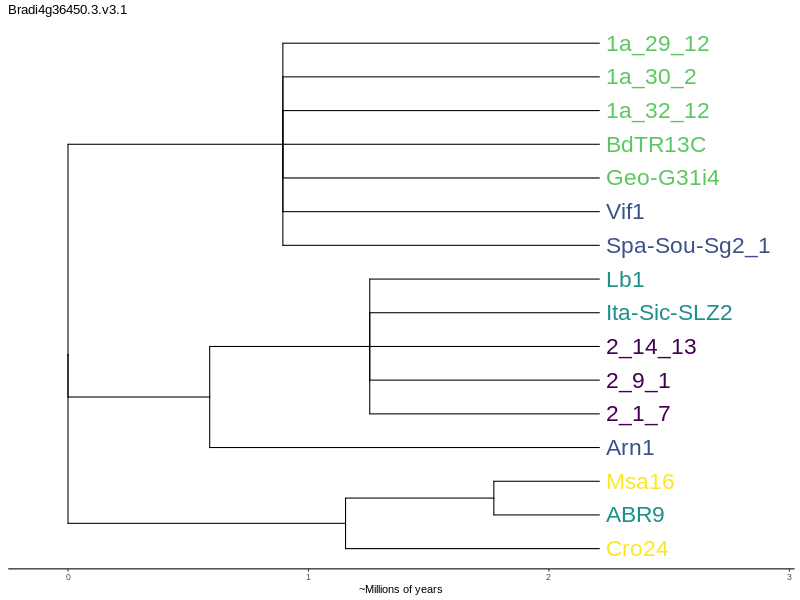 Bradi4g36450.3.v3.1
1a_29_12
1a_30_2
1a_32_12
BdTR13C
Geo-G31i4
Vif1
Spa-Sou-Sg2_1
Lb1
Ita-Sic-SLZ2
2_14_13
2_9_1
2_1_7
Arn1
Msa16
ABR9
Cro24
0 1 2 3
~Millions of years